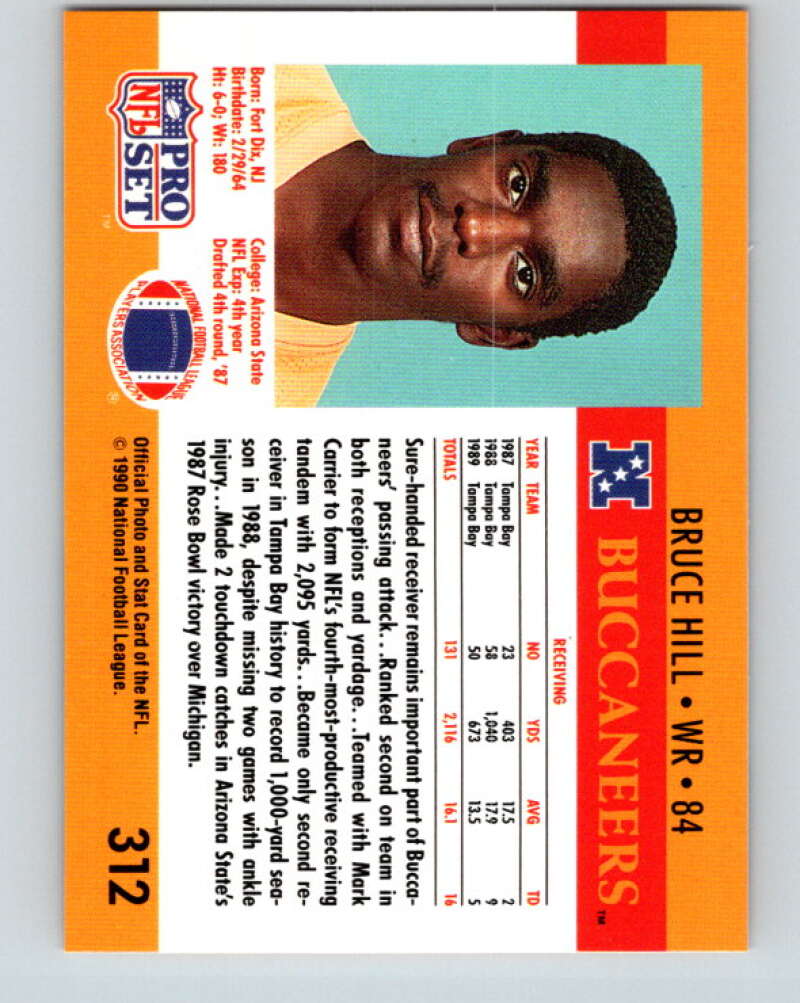 BRUCE HILL • WR • 84
N
BUCCANEERS™
RECEIVING
YEAR TEAM NO YDS AVG TD
1987 Tampa Bay 23 403 17.5 2
1988 Tampa Bay 58 1,040 17.9 9
1989 Tampa Bay 50 673 13.5 5
TOTALS 131 2,116 16.1 16
Sure-handed receiver remains important part of Bucca-
neers' passing attack...Ranked second on team in
both receptions and yardage...Teamed with Mark
Carrier to form NFL's fourth-most-productive receiving
tandem with 2,095 yards...Became only second re-
ceiver in Tampa Bay history to record 1,000-yard sea-
son in 1988, despite missing two games with ankle
injury...Made 2 touchdown catches in Arizona State's
1987 Rose Bowl victory over Michigan.
Born: Fort Dix, NJ
Birthdate: 2/29/64
Ht: 6-0; Wt: 180
College: Arizona State
NFL Exp: 4th year
Drafted 4th round, '87
NFL
PRO
SET
™
NATIONAL FOOTBALL LEAGUE
PLAYERS ASSOCIATION
®
Official Photo and Stat Card of the NFL.
© 1990 National Football League.
312